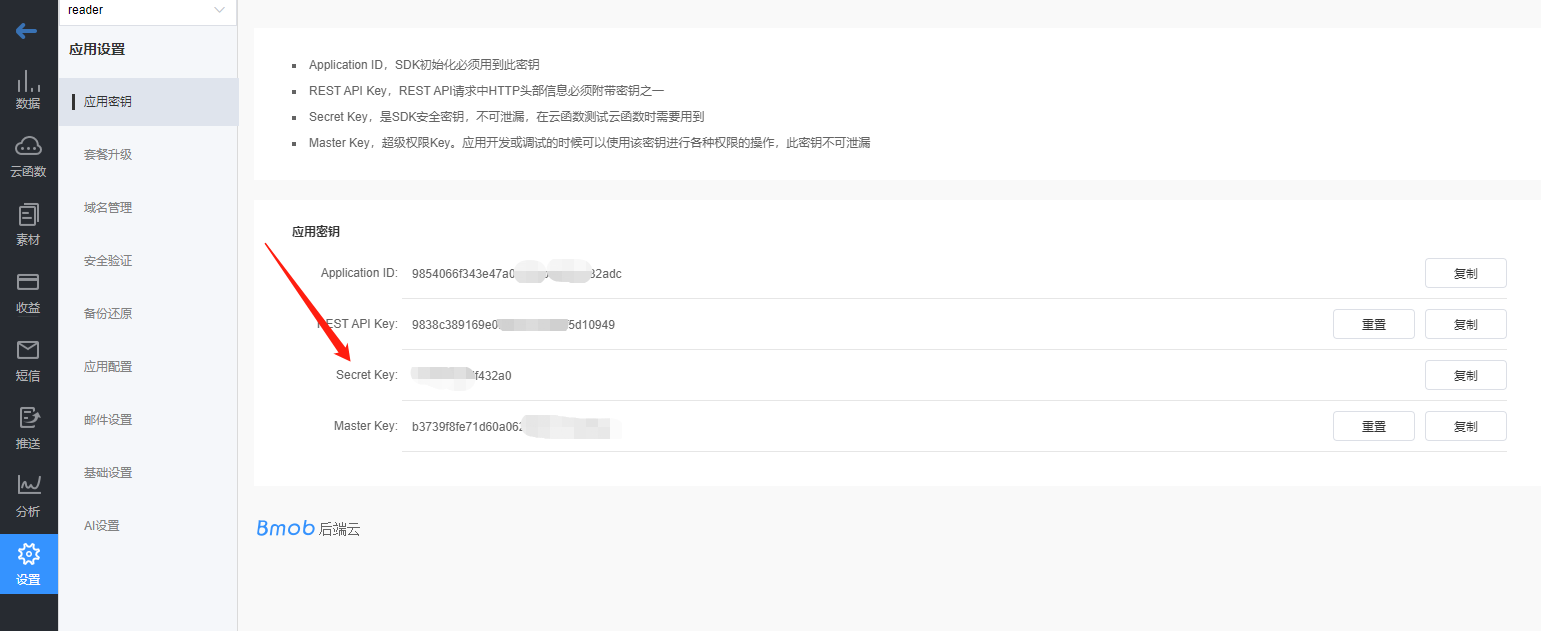 reader
应用设置
应用密钥
套餐升级
域名管理
安全验证
备份还原
应用配置
邮件设置
基础设置
AI设置
数据
云函数
素材
收益
短信
推送
分析
设置
Application ID，SDK初始化必须用到此密钥
REST API Key，REST API请求中HTTP头部信息必须附带密钥之一
Secret Key，是SDK安全密钥，不可泄漏，在云函数测试云函数时需要用到
Master Key，超级权限Key。应用开发或调试的时候可以使用该密钥进行各种权限的操作，此密钥不可泄漏
应用密钥
Application ID: 9854066f343e47a0 32adc 复制
REST API Key: 9838c389169e0 5d10949 重置 复制
Secret Key: f432a0 复制
Master Key: b3739f8fe71d60a062 重置 复制
Bmob 后端云